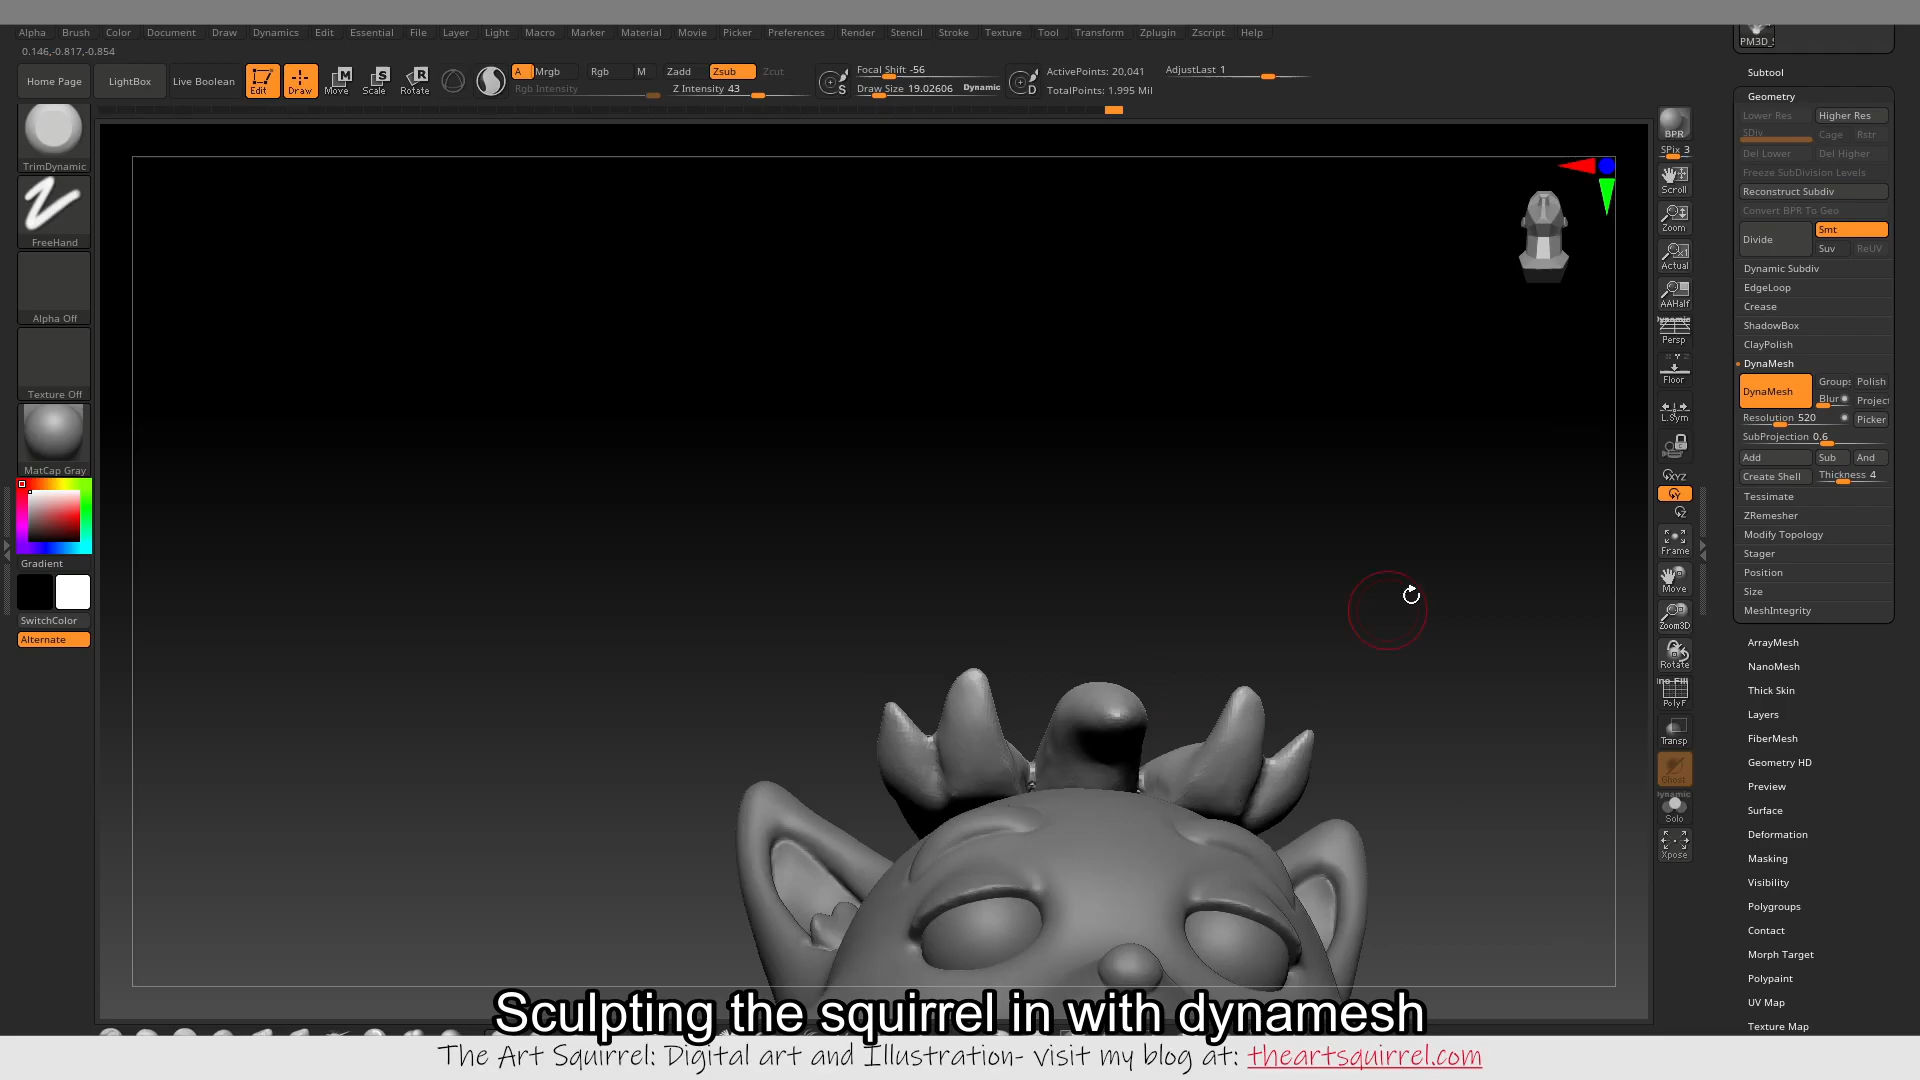 Alpha Brush Color Document Draw Dynamics Edit Essential File Layer Light Macro Marker Material Movie Picker Preferences Render Stencil Stroke Texture Tool Transform Zplugin Zscript Help
0.146,-0.817,-0.854
Home Page LightBox Live Boolean Edit Draw Move Scale Rotate
A Mrgb Rgb M Zadd Zsub Zcut
Rgb Intensity Z Intensity 43
Focal Shift -56
Draw Size 19.02606 Dynamic
ActivePoints: 20,041
TotalPoints: 1.995 Mil
AdjustLast 1
TrimDynamic
FreeHand
Alpha Off
Texture Off
MatCap Gray
Gradient
SwitchColor
Alternate
BPR
SPix 3
Scroll
Zoom
Actual
AAHalf
Dynamic
Persp
Floor
L.Sym
XYZ
Y
Z
Frame
Move
Zoom3D
Rotate
PolyF
Transp
Ghost
Dynamic
Solo
Xpose
Subtool
Geometry
Lower Res Higher Res
SDiv Cage Rstr
Del Lower Del Higher
Freeze SubDivision Levels
Reconstruct Subdiv
Convert BPR To Geo
Divide Smt
Suv ReUV
Dynamic Subdiv
EdgeLoop
Crease
ShadowBox
ClayPolish
DynaMesh
DynaMesh Groups Polish
Blur Project
Resolution 520 Picker
SubProjection 0.6
Add Sub And
Create Shell Thickness 4
Tessimate
ZRemesher
Modify Topology
Stager
Position
Size
MeshIntegrity
ArrayMesh
NanoMesh
Thick Skin
Layers
FiberMesh
Geometry HD
Preview
Surface
Deformation
Masking
Visibility
Polygroups
Contact
Morph Target
Polypaint
UV Map
Texture Map
Sculpting the squirrel in with dynamesh
The Art Squirrel: Digital art and Illustration- visit my blog at: theartsquirrel.com